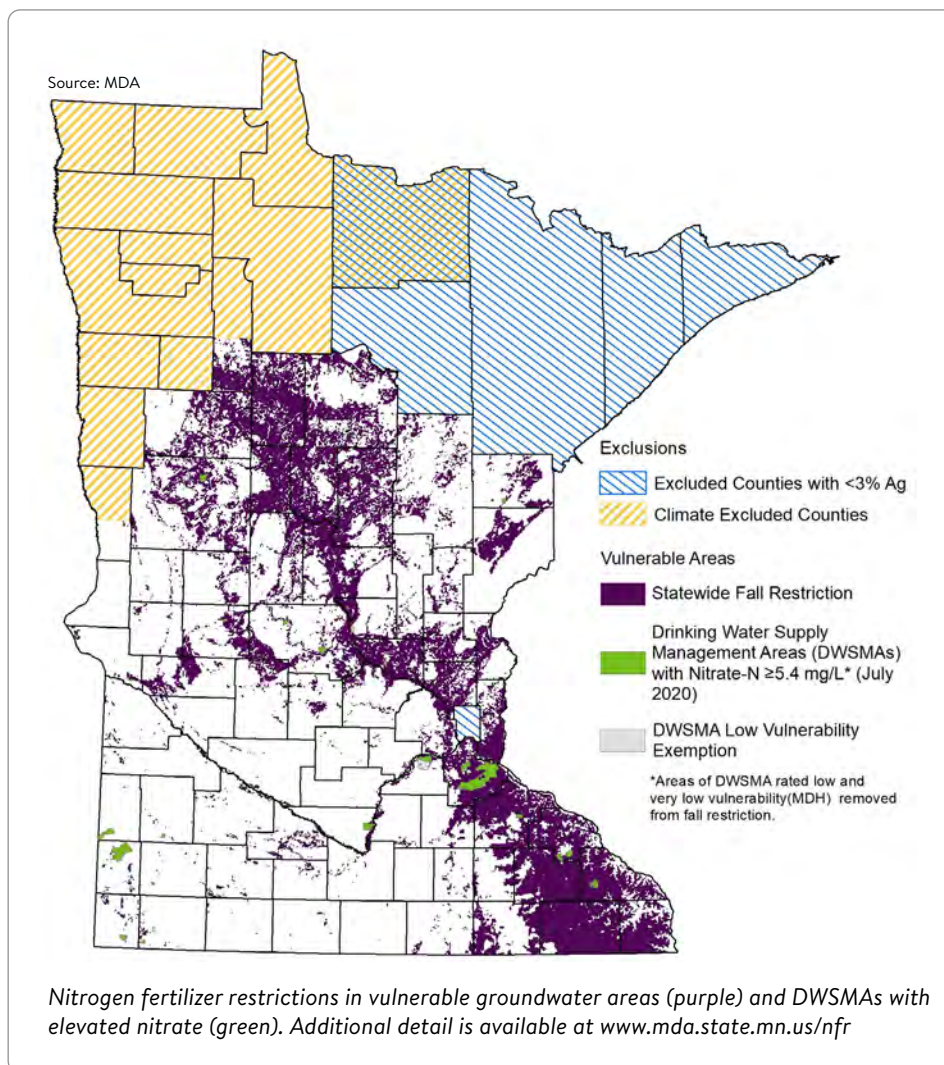 Source: MDA
Exclusions
Excluded Counties with <3% Ag
Climate Excluded Counties
Vulnerable Areas
Statewide Fall Restriction
Drinking Water Supply
Management Areas (DWSMAs)
with Nitrate-N ≥5.4 mg/L* (July
2020)
DWSMA Low Vulnerability
Exemption
*Areas of DWSMA rated low and
very low vulnerability(MDH) removed
from fall restriction.
Nitrogen fertilizer restrictions in vulnerable groundwater areas (purple) and DWSMAs with
elevated nitrate (green). Additional detail is available at www.mda.state.mn.us/nfr